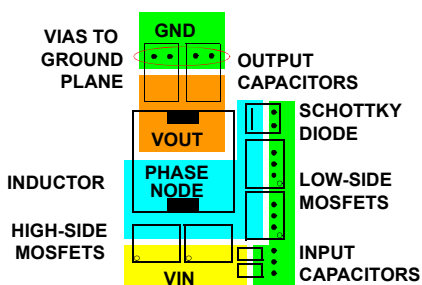 GND
VIAS TO
GROUND
PLANE
OUTPUT
CAPACITORS
SCHOTTKY
DIODE
VOUT
INDUCTOR
PHASE
NODE
LOW-SIDE
MOSFETS
HIGH-SIDE
MOSFETS
VIN
INPUT
CAPACITORS